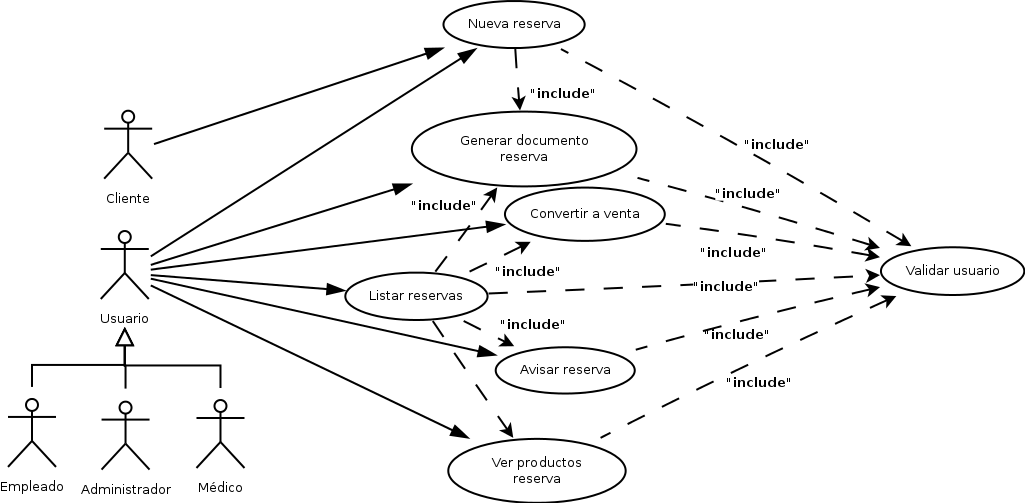 Nueva reserva
"include"
Generar documento
reserva
"include"
Cliente
"include"
"include"
Convertir a venta
"include"
"include"
Validar usuario
"include"
Listar reservas
Usuario
"include"
"include"
Avisar reserva
"include"
Ver productos
reserva
Empleado
Administrador
Médico